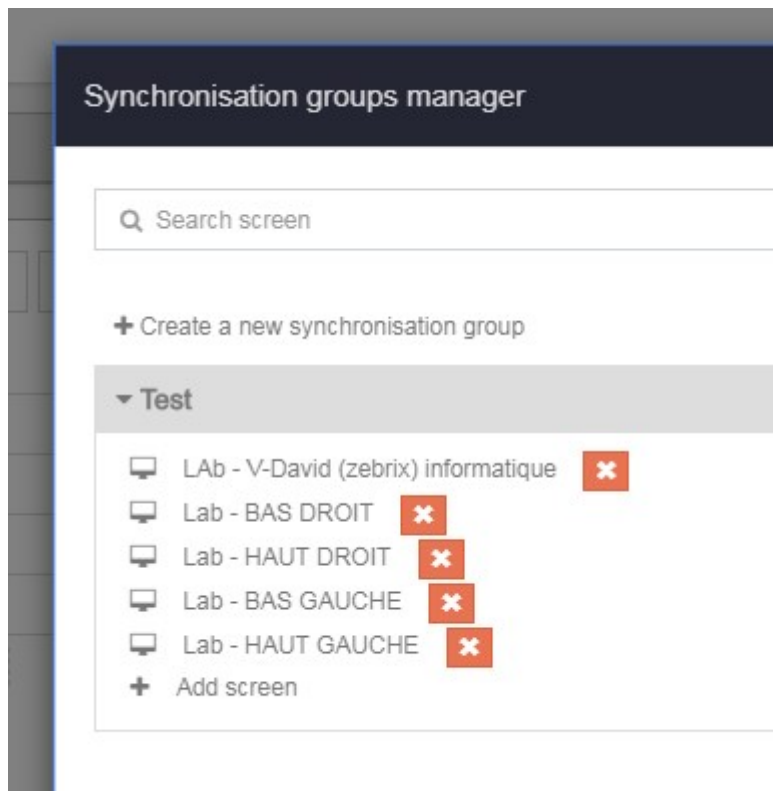 Synchronisation groups manager
Search screen
Create a new synchronisation group
Test
LAb - V-David (zebrix) informatique
Lab - BAS DROIT
Lab - HAUT DROIT
Lab - BAS GAUCHE
Lab - HAUT GAUCHE
Add screen